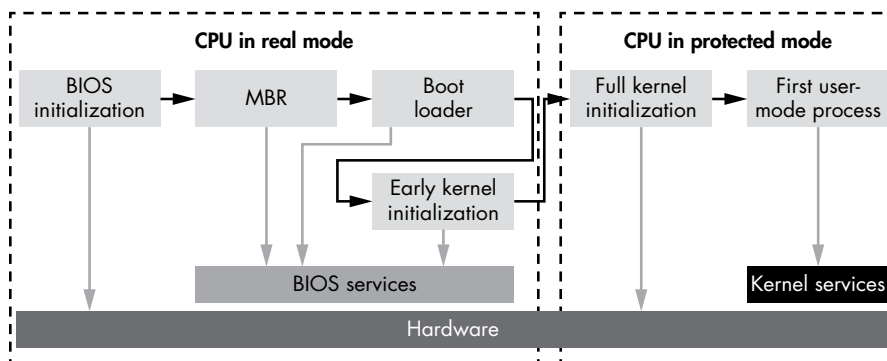 CPU in real mode
CPU in protected mode
BIOS
initialization
MBR
Boot
loader
Full kernel
initialization
First user-
mode process
Early kernel
initialization
BIOS services
Kernel services
Hardware